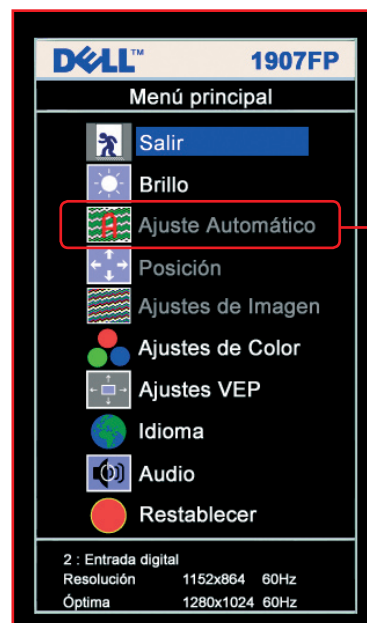 DELL™ 1907FP
Menú principal
Salir
Brillo
Ajuste Automático
Posición
Ajustes de Imagen
Ajustes de Color
Ajustes VEP
Idioma
Audio
Restablecer
2 : Entrada digital
Resolución 1152x864 60Hz
Óptima 1280x1024 60Hz